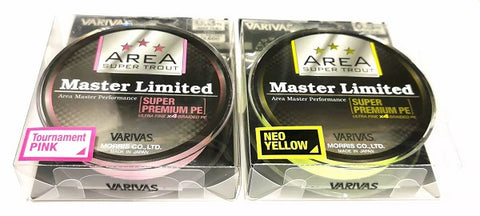 VARIVAS
AREA
SUPER TROUT
Master Limited
Area Master Performance
SUPER
PREMIUM PE
ULTRA FINE x4 BRAIDED PE
Tournament
PINK
VARIVAS
MORRIS CO., LTD.
MADE IN JAPAN
VARIVAS
VARIVAS
AREA
SUPER TROUT
Master Limited
Area Master Performance
SUPER
PREMIUM PE
ULTRA FINE x4 BRAIDED PE
NEO
YELLOW
VARIVAS
MORRIS CO., LTD.
MADE IN JAPAN
VARIVAS